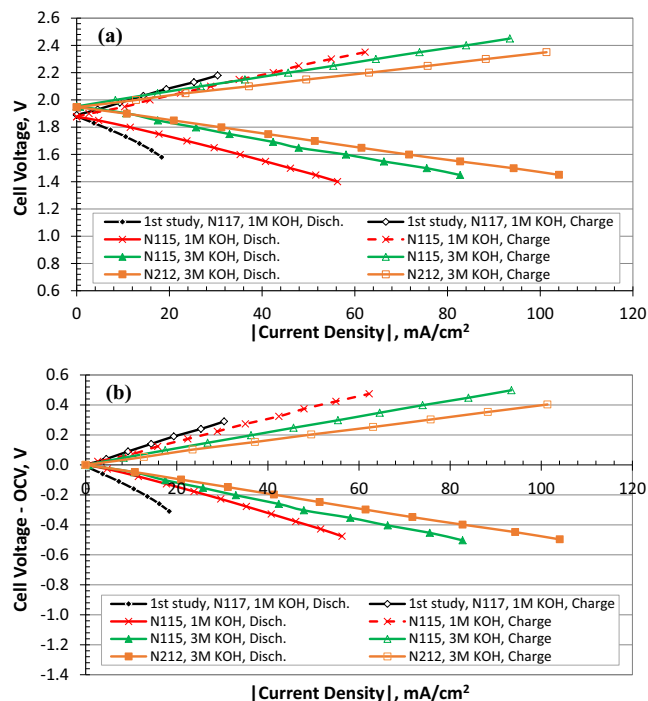 (a)
Cell Voltage, V
2.6
2.4
2.2
2.0
1.8
1.6
1.4
1.2
1.0
0.8
0.6
1st study, N117, 1M KOH, Disch.
1st study, N117, 1M KOH, Charge
N115, 1M KOH, Disch.
N115, 1M KOH, Charge
N115, 3M KOH, Disch.
N115, 3M KOH, Charge
N212, 3M KOH, Disch.
N212, 3M KOH, Charge
0 20 40 60 80 100 120
|Current Density|, mA/cm²
(b)
Cell Voltage - OCV, V
0.6
0.4
0.2
0.0
-0.2
-0.4
-0.6
-0.8
-1.0
-1.2
-1.4
0 20 40 60 80 100 120
1st study, N117, 1M KOH, Disch.
1st study, N117, 1M KOH, Charge
N115, 1M KOH, Disch.
N115, 1M KOH, Charge
N115, 3M KOH, Disch.
N115, 3M KOH, Charge
N212, 3M KOH, Disch.
N212, 3M KOH, Charge
|Current Density|, mA/cm²